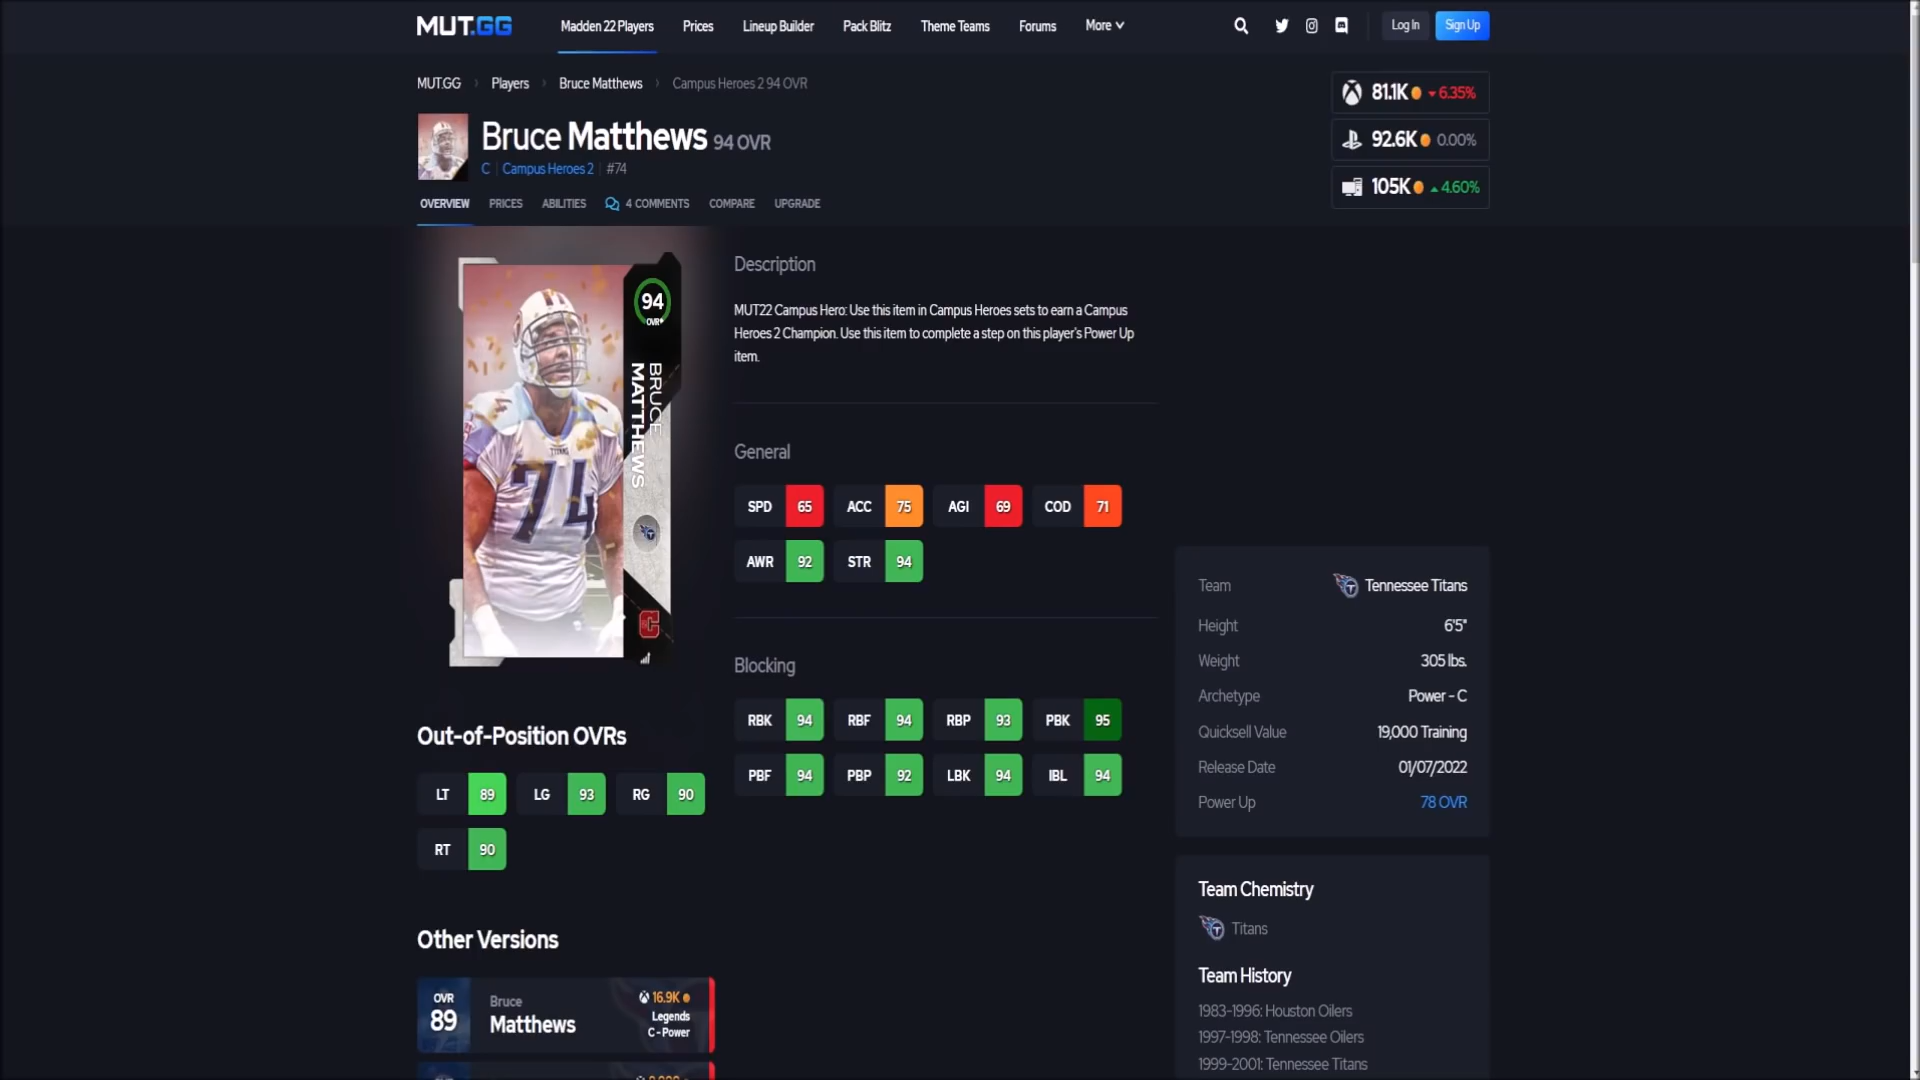 MUT.GG
Madden 22 Players
Prices
Lineup Builder
Pack Blitz
Theme Teams
Forums
More
Log In
Sign Up
MUT.GG
Players
Bruce Matthews
Campus Heroes 2 94 OVR
81.1K 6.35%
92.6K 0.00%
105K 4.60%
Bruce Matthews 94 OVR
C Campus Heroes 2 #74
OVERVIEW
PRICES
ABILITIES
4 COMMENTS
COMPARE
UPGRADE
94
OVR
BRUCE
MATTHEWS
TITANS
74
C
Description
MUT22 Campus Hero: Use this item in Campus Heroes sets to earn a Campus
Heroes 2 Champion. Use this item to complete a step on this player's Power Up
item.
General
SPD 65 ACC 75 AGI 69 COD 71
AWR 92 STR 94
Blocking
RBK 94 RBF 94 RBP 93 PBK 95
PBF 94 PBP 92 LBK 94 IBL 94
Out-of-Position OVRs
LT 89 LG 93 RG 90
RT 90
Other Versions
OVR
89
Bruce
Matthews
16.9K
Legends
C - Power
Team Tennessee Titans
Height 6'5"
Weight 305 lbs.
Archetype Power - C
Quicksell Value 19,000 Training
Release Date 01/07/2022
Power Up 78 OVR
Team Chemistry
Titans
Team History
1983-1996: Houston Oilers
1997-1998: Tennessee Oilers
1999-2001: Tennessee Titans